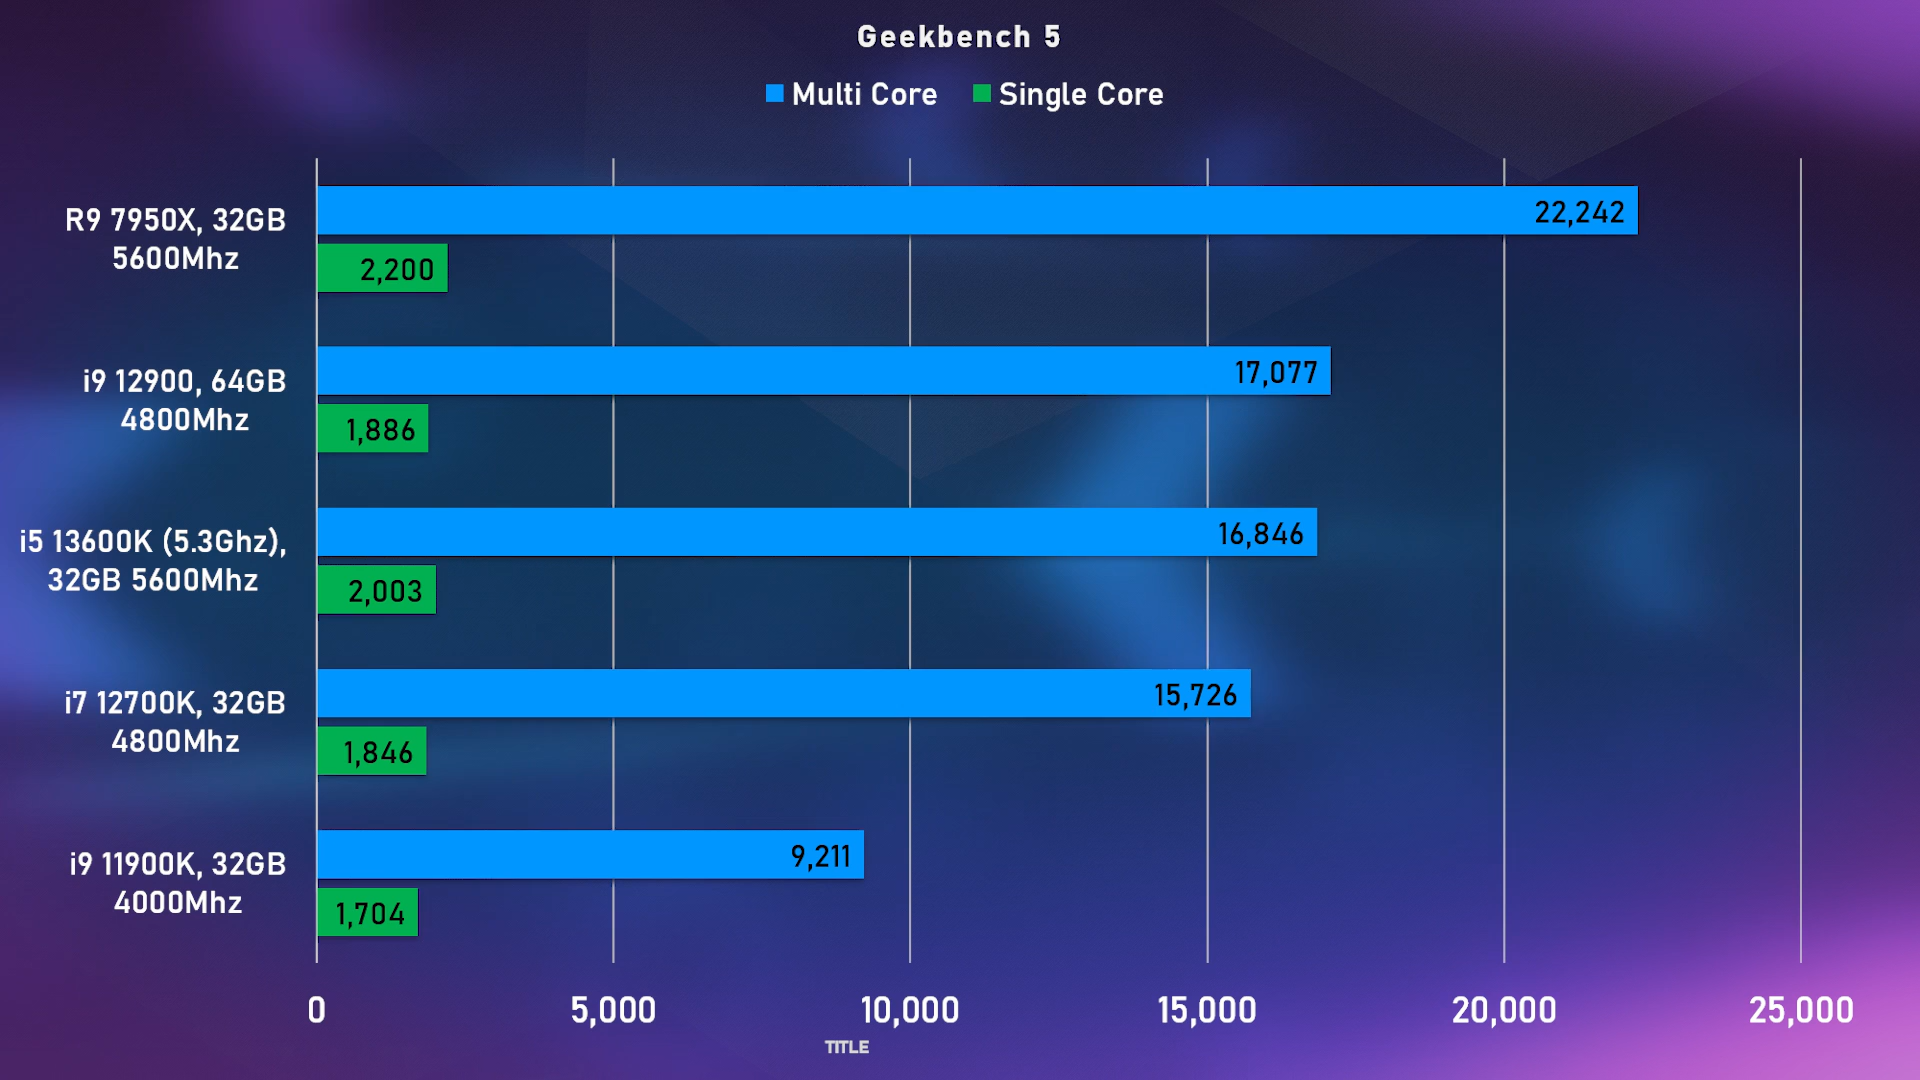 Geekbench 5
Multi Core Single Core
R9 7950X, 32GB
5600Mhz
22,242
2,200
i9 12900, 64GB
4800Mhz
17,077
1,886
i5 13600K (5.3Ghz),
32GB 5600Mhz
16,846
2,003
i7 12700K, 32GB
4800Mhz
15,726
1,846
i9 11900K, 32GB
4000Mhz
9,211
1,704
0 5,000 10,000 15,000 20,000 25,000
TITLE